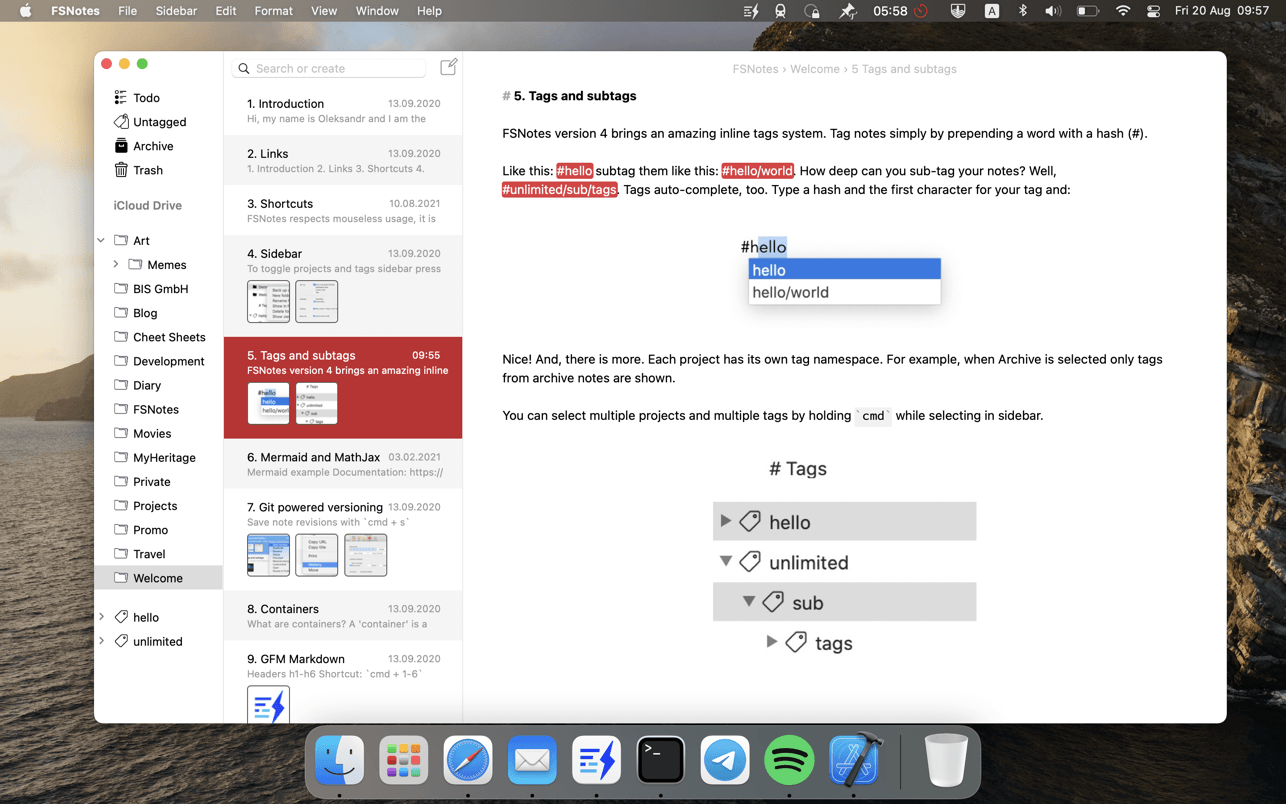 FSNotes File Sidebar Edit Format View Window Help 05:58 A Fri 20 Aug 09:57
Todo
Untagged
Archive
Trash
iCloud Drive
Art
Memes
BIS GmbH
Blog
Cheet Sheets
Development
Diary
FSNotes
Movies
MyHeritage
Private
Projects
Promo
Travel
Welcome
hello
unlimited
Search or create
1. Introduction 13.09.2020
Hi, my name is Oleksandr and I am the
2. Links 13.09.2020
1. Introduction 2. Links 3. Shortcuts 4.
3. Shortcuts 10.08.2021
FSNotes respects mouseless usage, it is
4. Sidebar 13.09.2020
To toggle projects and tags sidebar press
5. Tags and subtags 09:55
FSNotes version 4 brings an amazing inline
6. Mermaid and MathJax 03.02.2021
Mermaid example Documentation: https://
7. Git powered versioning 13.09.2020
Save note revisions with `cmd + s`
8. Containers 13.09.2020
What are containers? A 'container' is a
9. GFM Markdown 13.09.2020
Headers h1-h6 Shortcut: `cmd + 1-6`
FSNotes › Welcome › 5 Tags and subtags
# 5. Tags and subtags
FSNotes version 4 brings an amazing inline tags system. Tag notes simply by prepending a word with a hash (#).
Like this: #hello subtag them like this: #hello/world. How deep can you sub-tag your notes? Well,
#unlimited/sub/tags. Tags auto-complete, too. Type a hash and the first character for your tag and:
#hello
hello
hello/world
Nice! And, there is more. Each project has its own tag namespace. For example, when Archive is selected only tags
from archive notes are shown.
You can select multiple projects and multiple tags by holding `cmd` while selecting in sidebar.
# Tags
hello
unlimited
sub
tags